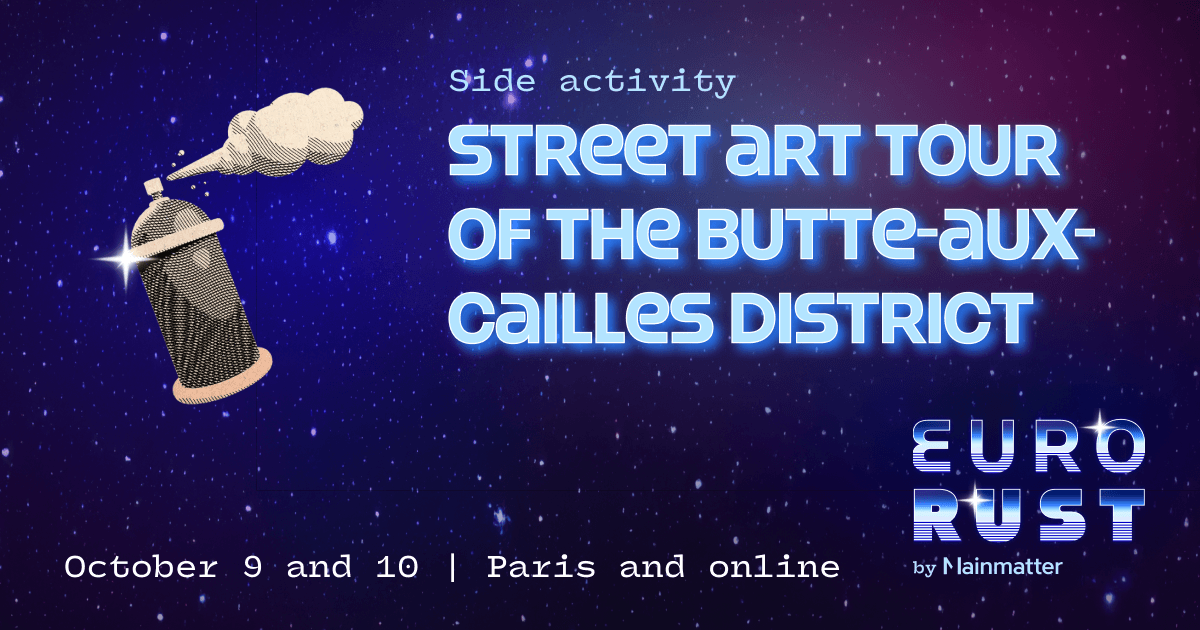 Side activity
STREET ART TOUR
OF THE BUTTE-AUX-
CAILLES DISTRICT
EURO
RUST
by Mainmatter
October 9 and 10 | Paris and online